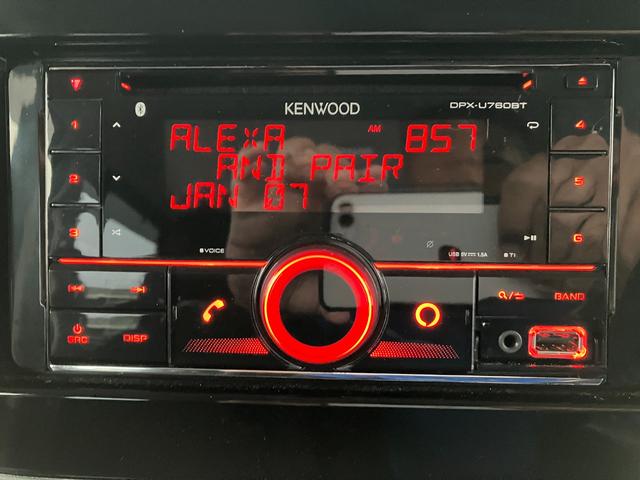 KENWOOD
DPX-U760BT
1
ALEXA
AM
857
4
2
AND PAIR
5
JAN 07
3
6
VOICE
USB 5V 1.5A
TI
BAND
SRC
DISP